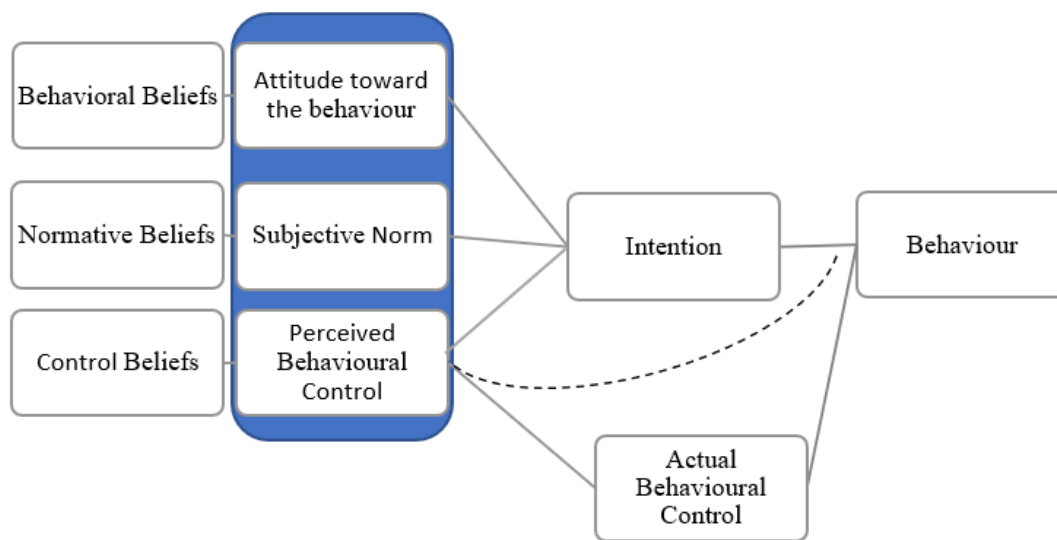 Behavioral Beliefs
Attitude toward
the behaviour
Normative Beliefs
Subjective Norm
Intention
Behaviour
Control Beliefs
Perceived
Behavioural
Control
Actual
Behavioural
Control